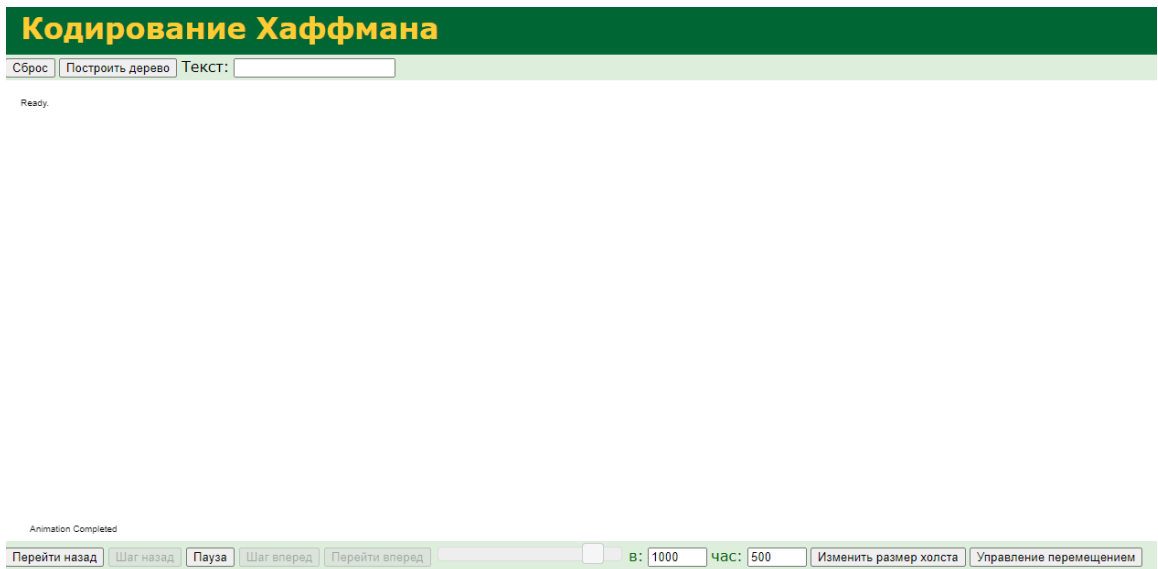 Кодирование Хаффмана
Сброс Построить дерево Текст:
Ready.
Animation Completed
Перейти назад Шаг назад Пауза Шаг вперед Перейти вперед в: 1000 час: 500 Изменить размер холста Управление перемещением